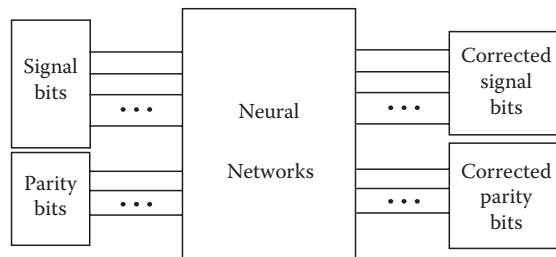 Signal
bits
• • •
Parity
bits
• • •
Neural
Networks
Corrected
signal
bits
• • •
Corrected
parity
bits
• • •